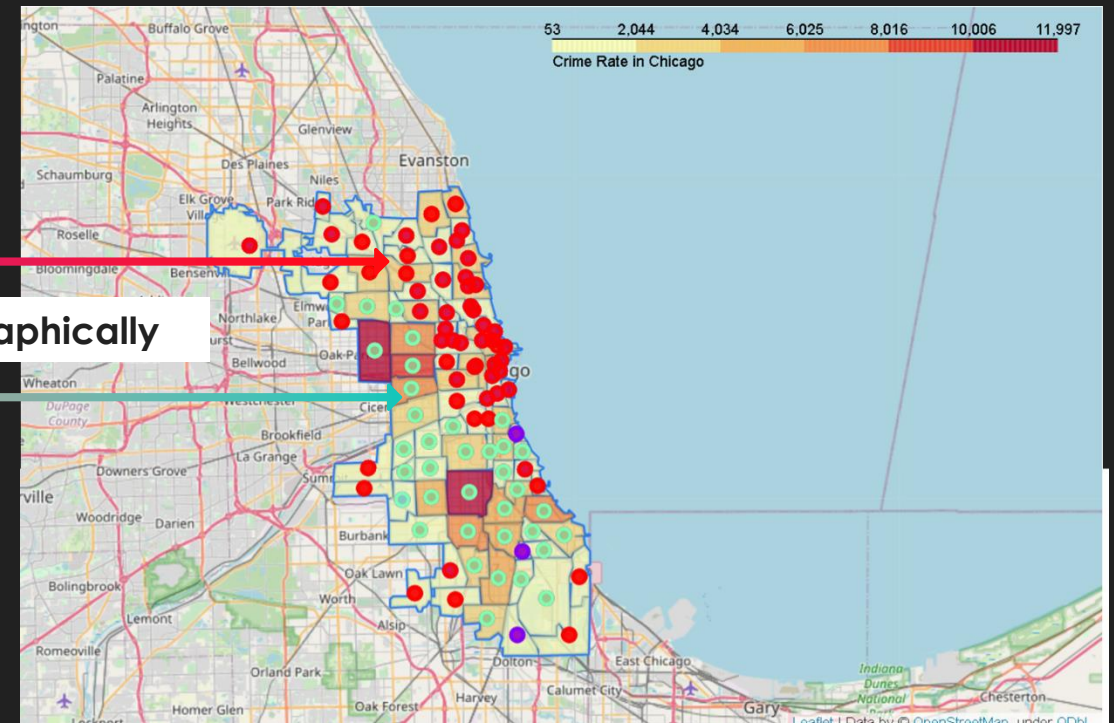 53 2,044 4,034 6,025 8,016 10,006 11,997
Crime Rate in Chicago
Buffalo Grove
Palatine
Arlington
Heights
Glenview
Des Plaines
Evanston
Schaumburg
Niles
Elk Grove
Park Rid
Roselle
Bloomingdale
Bensenv
Elmw
Par
Northlake
aphically
urst
Oak Pa
Bellwood
go
Wheaton
Westchester
Cicer
DuPage
County
Brookfield
La Grange
Downers Grove
Summ
rville
Woodridge
Darien
Burbank
Oak Lawn
Bolingbrook
Worth
Lemont
Alsip
Romeoville
Dolton
East Chicago
Orland Park
Calumet City
Harvey
Indiana
Dunes
National
Chesterton
Homer Glen
Oak Forest
Gary
Leaflet | Data by © OpenStreetMap, under ODbL